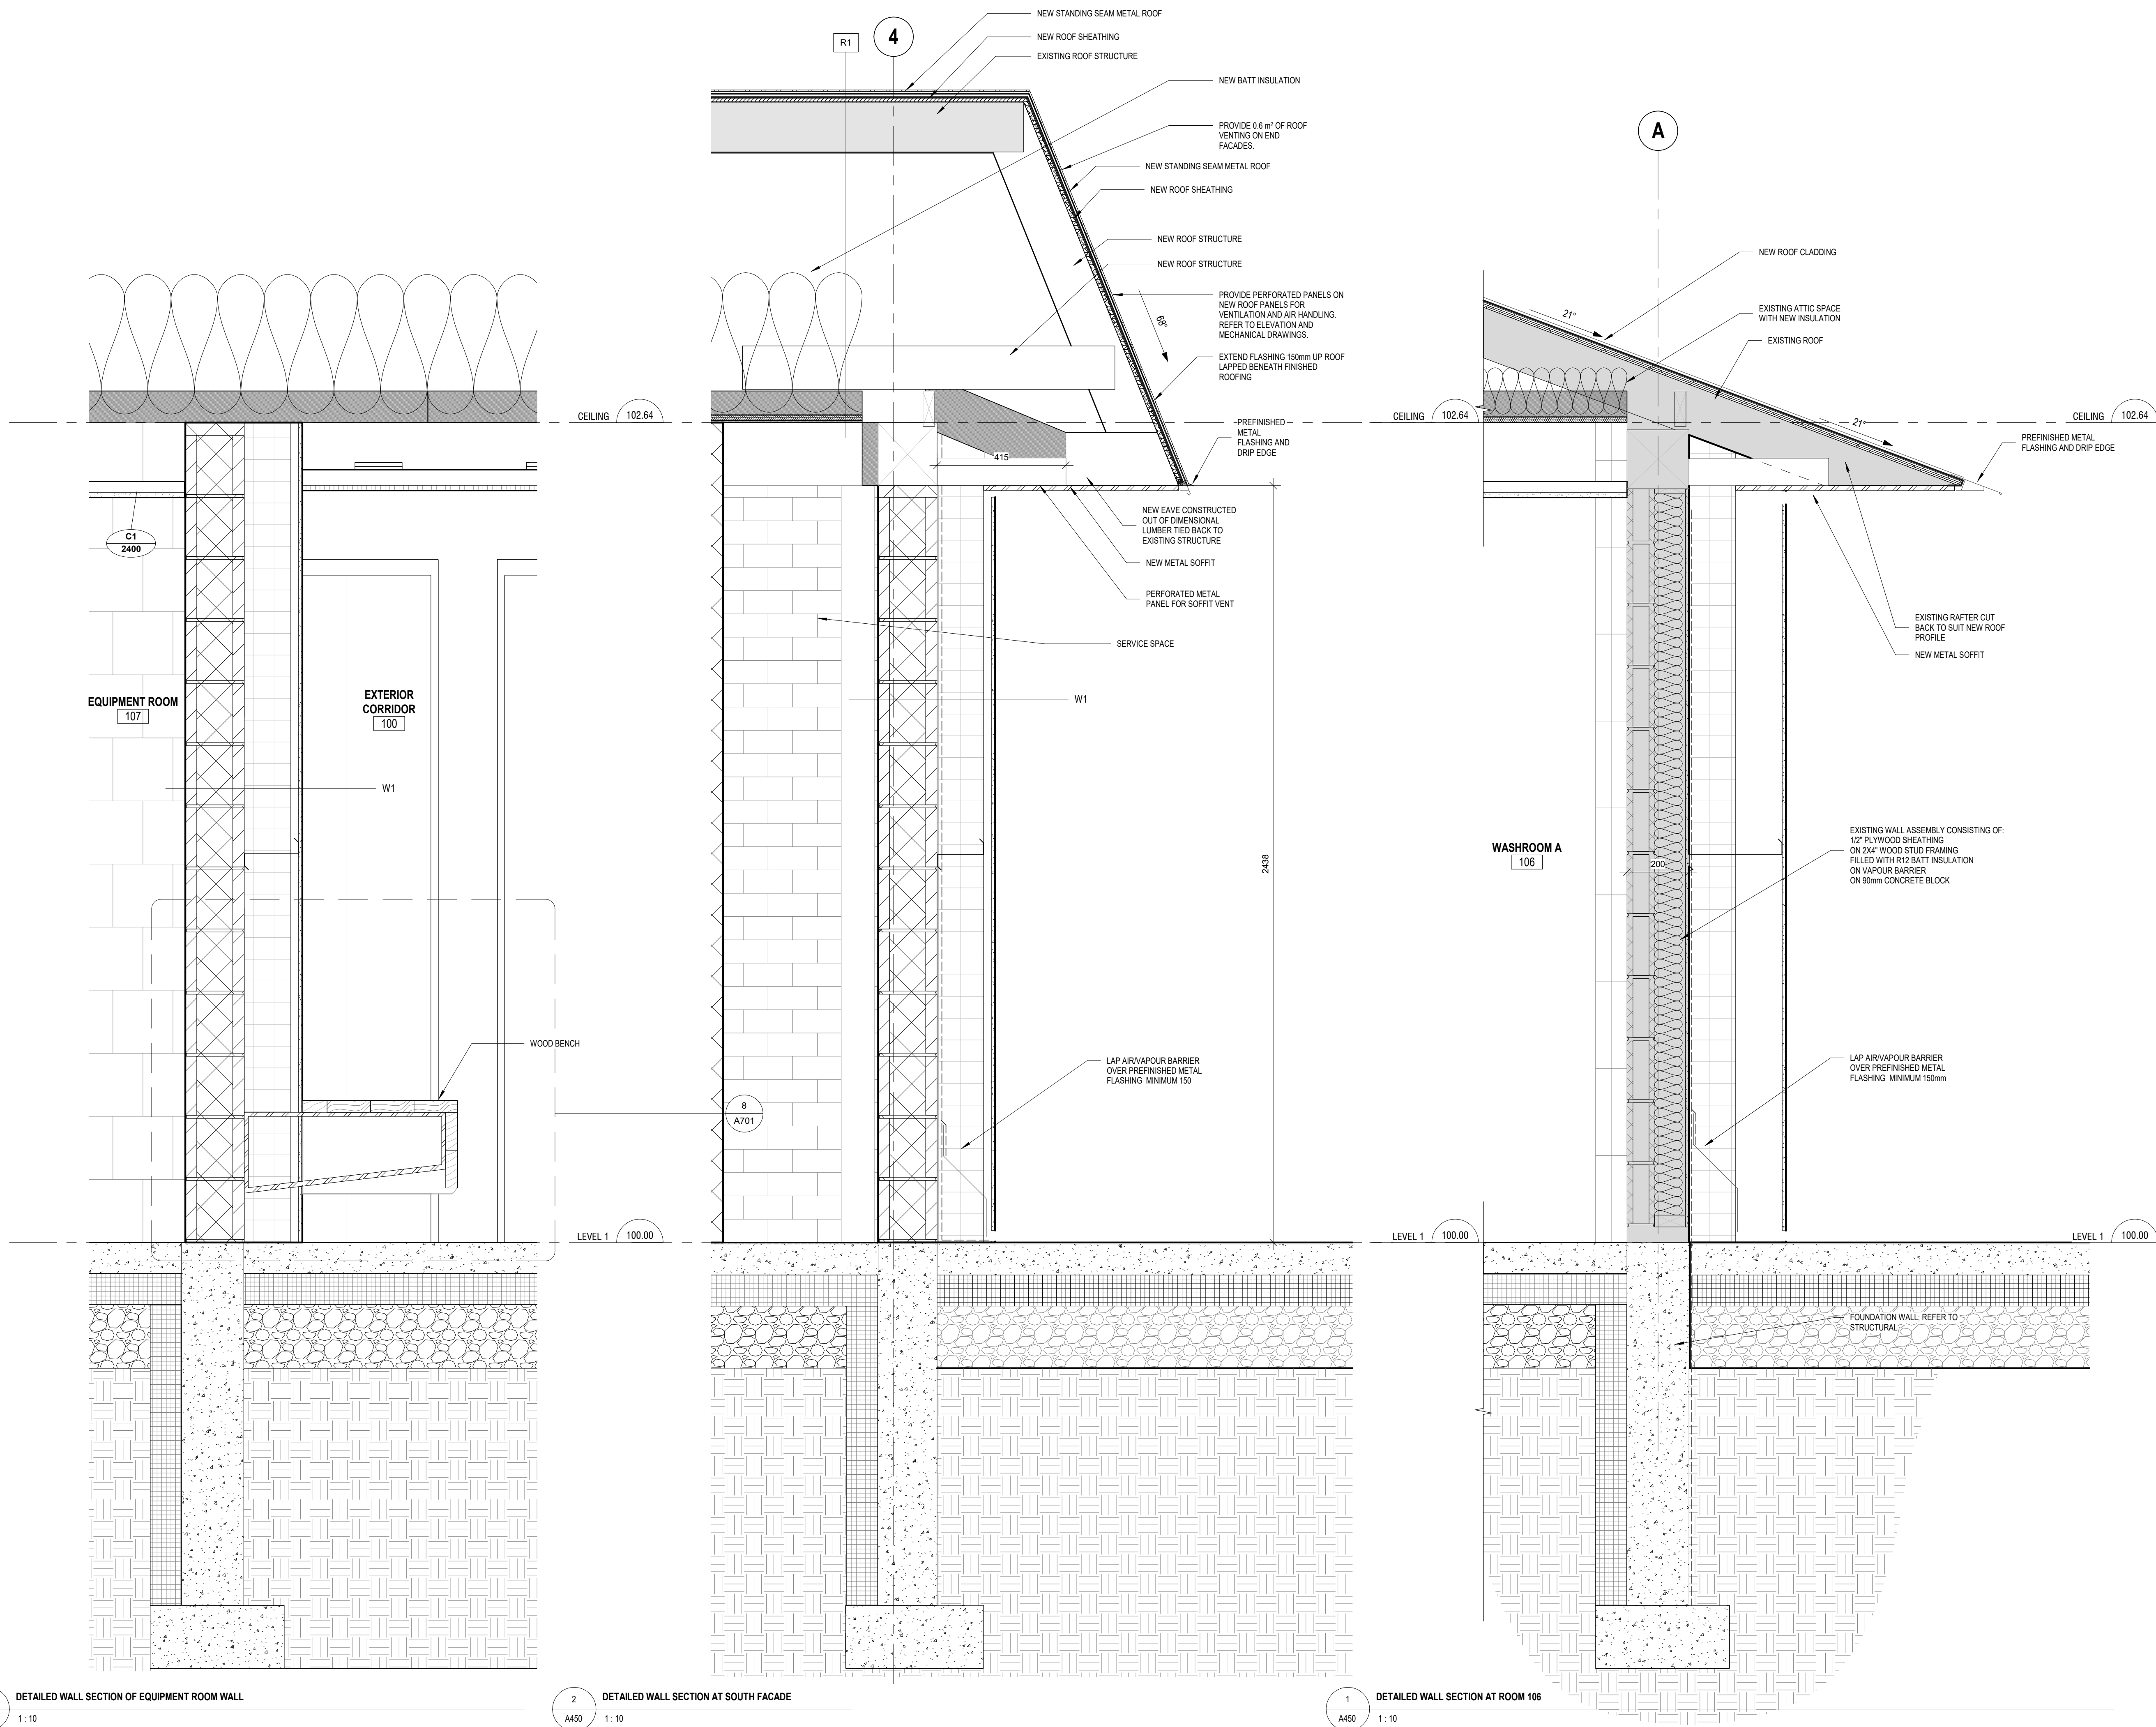 EQUIPMENT ROOM
107
EXTERIOR
CORRIDOR
100
C1
2400
W1
WOOD BENCH
8
A701
CEILING 102.64
LEVEL 1 100.00
DETAILED WALL SECTION OF EQUIPMENT ROOM WALL
1 : 10
R1
4
NEW STANDING SEAM METAL ROOF
NEW ROOF SHEATHING
EXISTING ROOF STRUCTURE
NEW BATT INSULATION
PROVIDE 0.6 m² OF ROOF
VENTING ON END
FACADES.
NEW STANDING SEAM METAL ROOF
NEW ROOF SHEATHING
NEW ROOF STRUCTURE
NEW ROOF STRUCTURE
PROVIDE PERFORATED PANELS ON
NEW ROOF PANELS FOR
VENTILATION AND AIR HANDLING.
REFER TO ELEVATION AND
MECHANICAL DRAWINGS.
68°
EXTEND FLASHING 150mm UP ROOF
LAPPED BENEATH FINISHED
ROOFING
PREFINISHED
METAL
FLASHING AND
DRIP EDGE
415
NEW EAVE CONSTRUCTED
OUT OF DIMENSIONAL
LUMBER TIED BACK TO
EXISTING STRUCTURE
NEW METAL SOFFIT
PERFORATED METAL
PANEL FOR SOFFIT VENT
SERVICE SPACE
W1
2438
LAP AIR/VAPOUR BARRIER
OVER PREFINISHED METAL
FLASHING MINIMUM 150
CEILING 102.64
LEVEL 1 100.00
2
A450
DETAILED WALL SECTION AT SOUTH FACADE
1 : 10
A
NEW ROOF CLADDING
21°
EXISTING ATTIC SPACE
WITH NEW INSULATION
EXISTING ROOF
21°
CEILING 102.64
PREFINISHED METAL
FLASHING AND DRIP EDGE
EXISTING RAFTER CUT
BACK TO SUIT NEW ROOF
PROFILE
NEW METAL SOFFIT
WASHROOM A
106
200
EXISTING WALL ASSEMBLY CONSISTING OF:
1/2" PLYWOOD SHEATHING
ON 2X4" WOOD STUD FRAMING
FILLED WITH R12 BATT INSULATION
ON VAPOUR BARRIER
ON 90mm CONCRETE BLOCK
LAP AIR/VAPOUR BARRIER
OVER PREFINISHED METAL
FLASHING MINIMUM 150mm
LEVEL 1 100.00
FOUNDATION WALL, REFER TO
STRUCTURAL
1
A450
DETAILED WALL SECTION AT ROOM 106
1 : 10